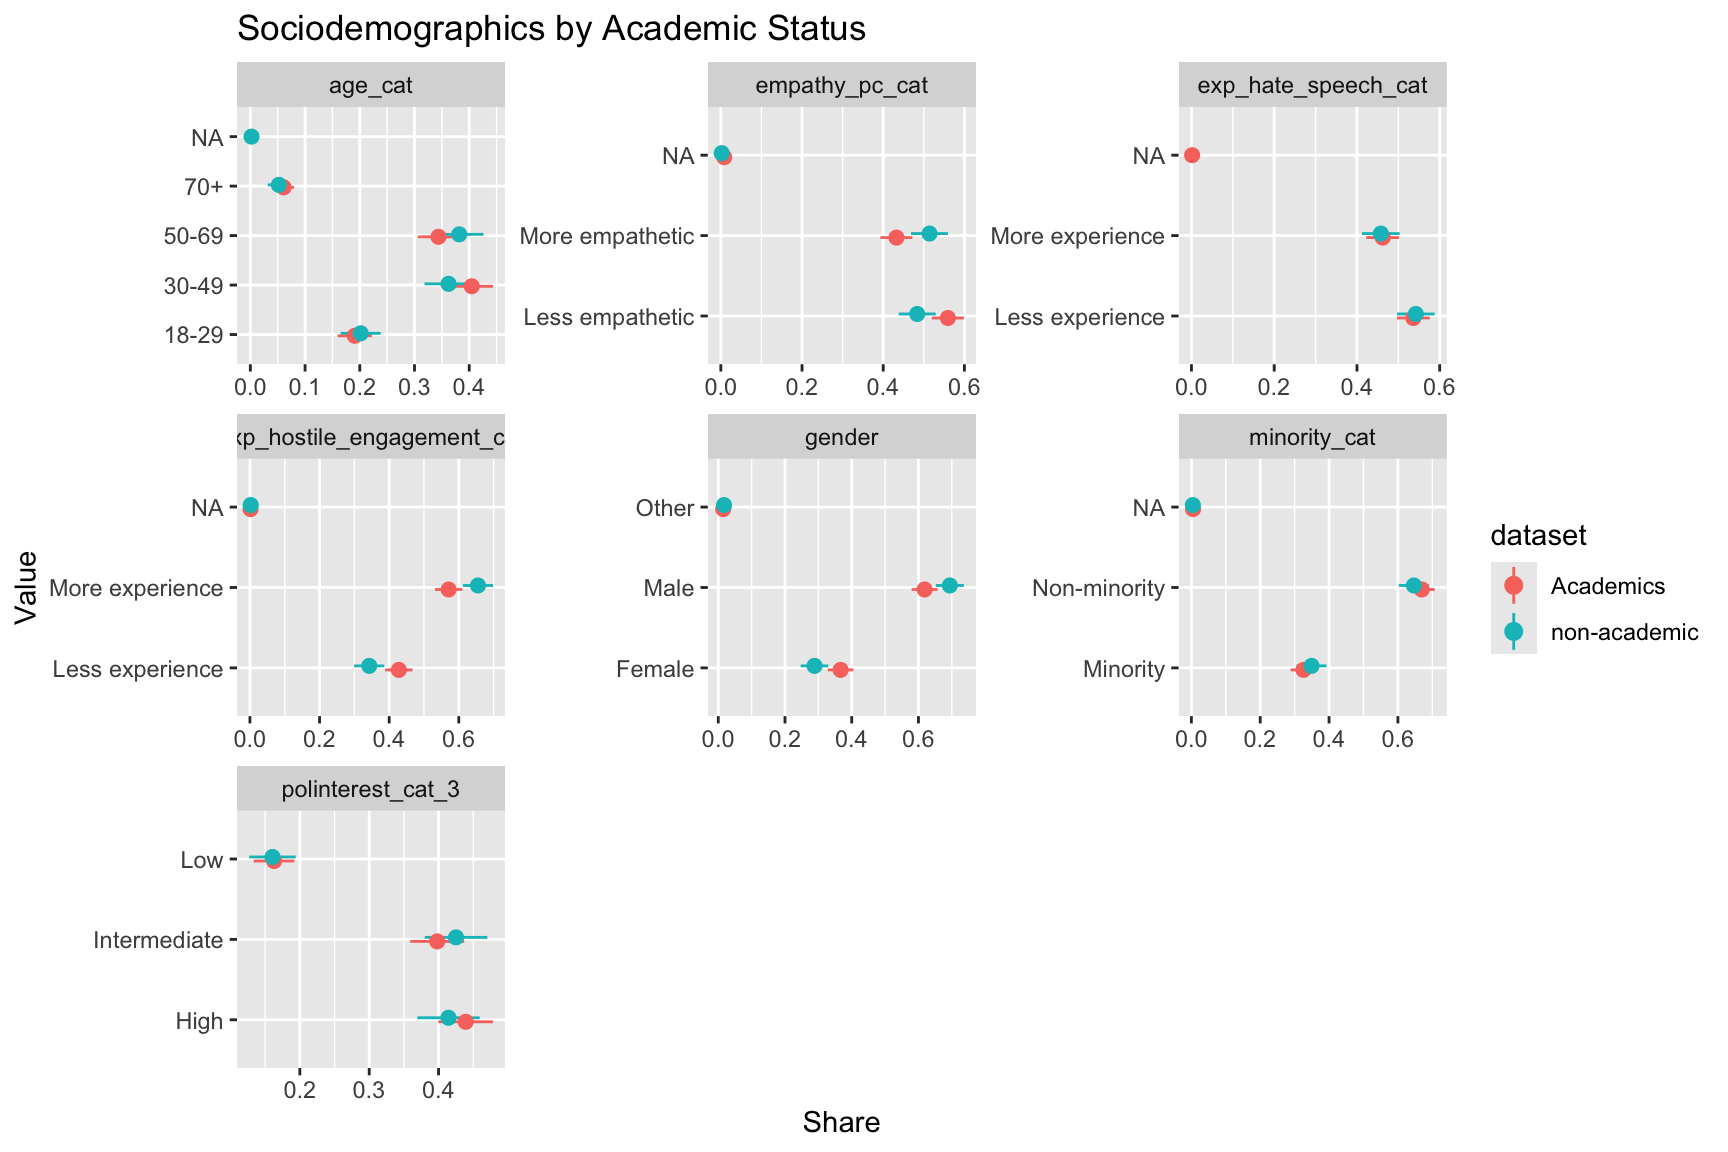 Sociodemographics by Academic Status
age_cat
NA
70+
50-69
30-49
18-29
0.0 0.1 0.2 0.3 0.4
empathy_pc_cat
NA
More empathetic
Less empathetic
0.0 0.2 0.4 0.6
exp_hate_speech_cat
NA
More experience
Less experience
0.0 0.2 0.4 0.6
xp_hostile_engagement_c
NA
More experience
Less experience
0.0 0.2 0.4 0.6
gender
Other
Male
Female
0.0 0.2 0.4 0.6
minority_cat
NA
Non-minority
Minority
0.0 0.2 0.4 0.6
polinterest_cat_3
Low
Intermediate
High
0.2 0.3 0.4
Value
Share
dataset
Academics
non-academic